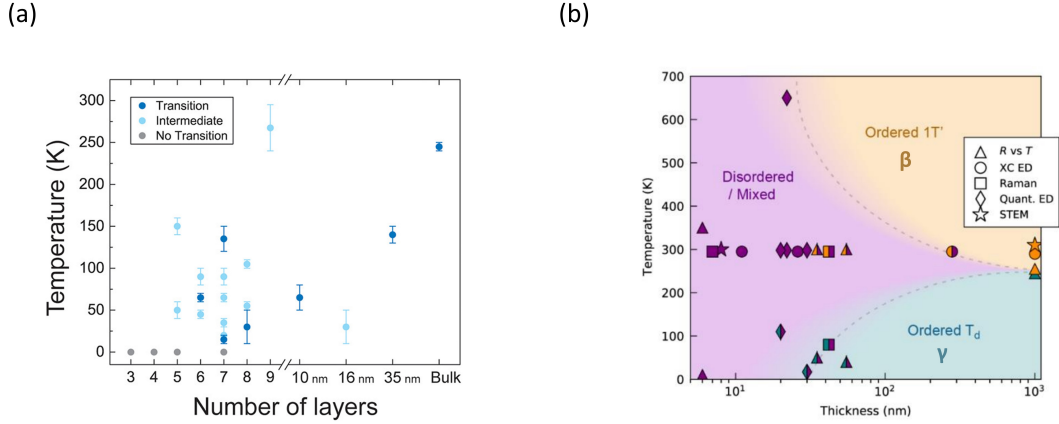 (a)
(b)
Temperature (K)
300
250
200
150
100
50
0
Transition
Intermediate
No Transition
3 4 5 6 7 8 9 10 nm 16 nm 35 nm Bulk
Number of layers
Temperature (K)
700
600
500
400
300
200
100
0
Ordered 1T'
β
Disordered
/ Mixed
Ordered Td
γ
R vs T
XC ED
Raman
Quant. ED
STEM
10¹ 10² 10³
Thickness (nm)